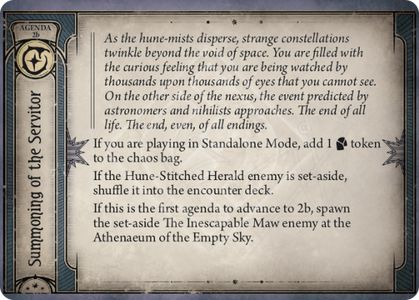 AGENDA
2b
Summoning of the Servitor
As the hune-mists disperse, strange constellations
twinkle beyond the void of space. You are filled with
the curious feeling that you are being watched by
thousands upon thousands of eyes that you cannot see.
On the other side of the nexus, the event predicted by
astronomers and nihilists approaches. The end of all
life. The end, even, of all endings.
If you are playing in Standalone Mode, add 1 token
to the chaos bag.
If the Hune-Stitched Herald enemy is set-aside,
shuffle it into the encounter deck.
If this is the first agenda to advance to 2b, spawn
the set-aside The Inescapable Maw enemy at the
Athenaeum of the Empty Sky.